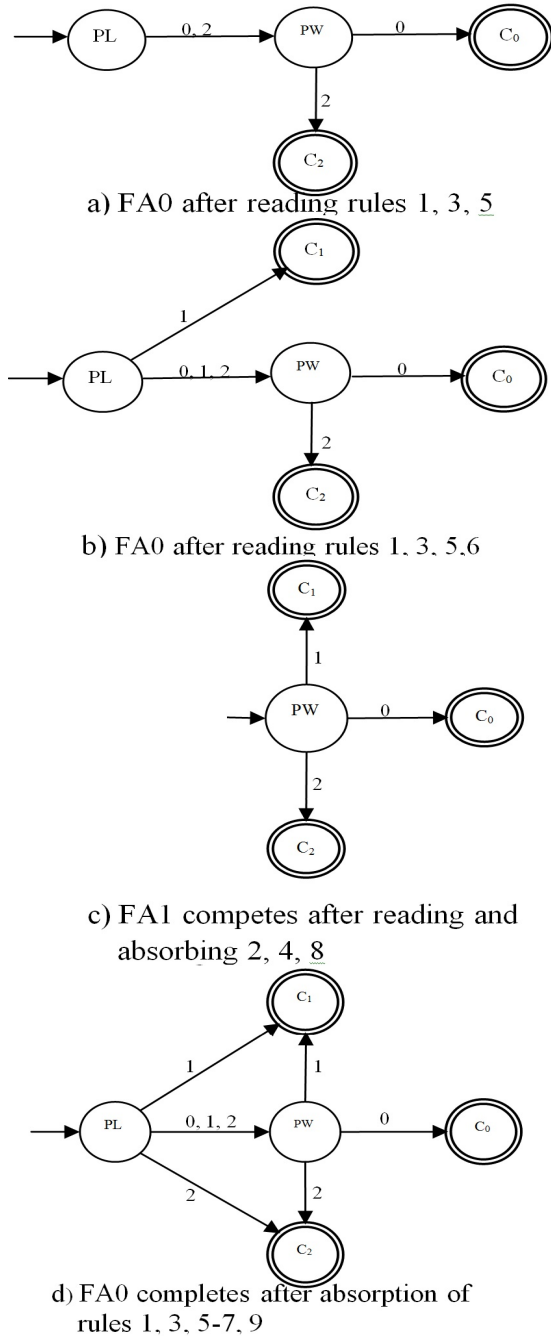 PL
0, 2
PW
0
C₀
2
C₂
a) FA0 after reading rules 1, 3, 5
C₁
1
PL
0, 1, 2
PW
0
C₀
2
C₂
b) FA0 after reading rules 1, 3, 5,6
C₁
1
PW
0
C₀
2
C₂
c) FA1 competes after reading and
absorbing 2, 4, 8
C₁
1
1
PL
0, 1, 2
PW
0
C₀
2
2
C₂
d) FA0 completes after absorption of
rules 1, 3, 5-7, 9